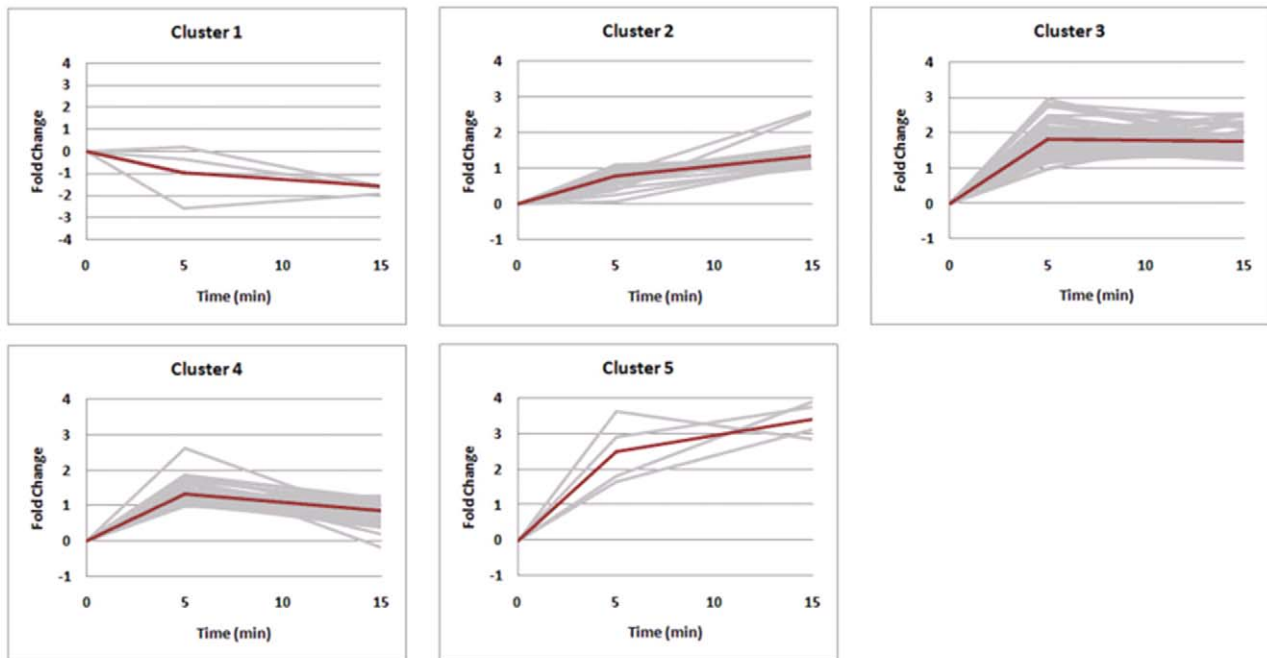 Cluster 1
4
3
2
1
0
-1
-2
-3
-4
Fold Change
0 5 10 15
Time (min)
Cluster 2
4
3
2
1
0
-1
Fold Change
0 5 10 15
Time (min)
Cluster 3
4
3
2
1
0
-1
Fold Change
0 5 10 15
Time (min)
Cluster 4
4
3
2
1
0
-1
Fold Change
0 5 10 15
Time (min)
Cluster 5
4
3
2
1
0
-1
Fold Change
0 5 10 15
Time (min)